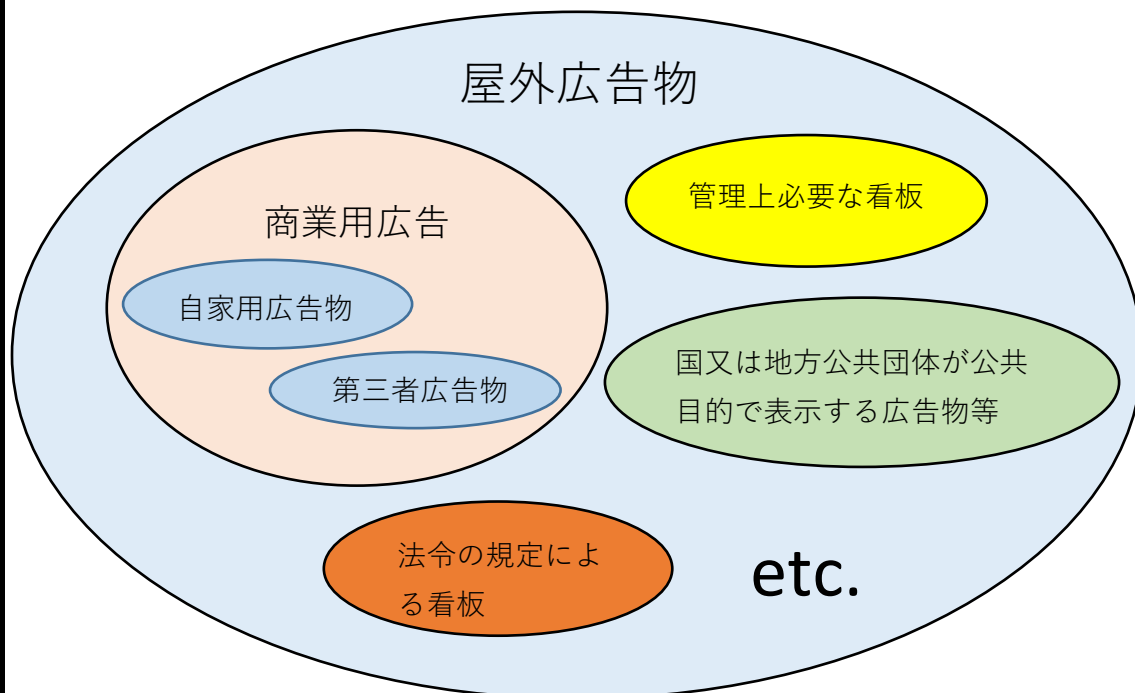 屋外広告物
商業用広告
自家用広告物
第三者広告物
管理上必要な看板
国又は地方公共団体が公共
目的で表示する広告物等
法令の規定によ
る看板
etc.